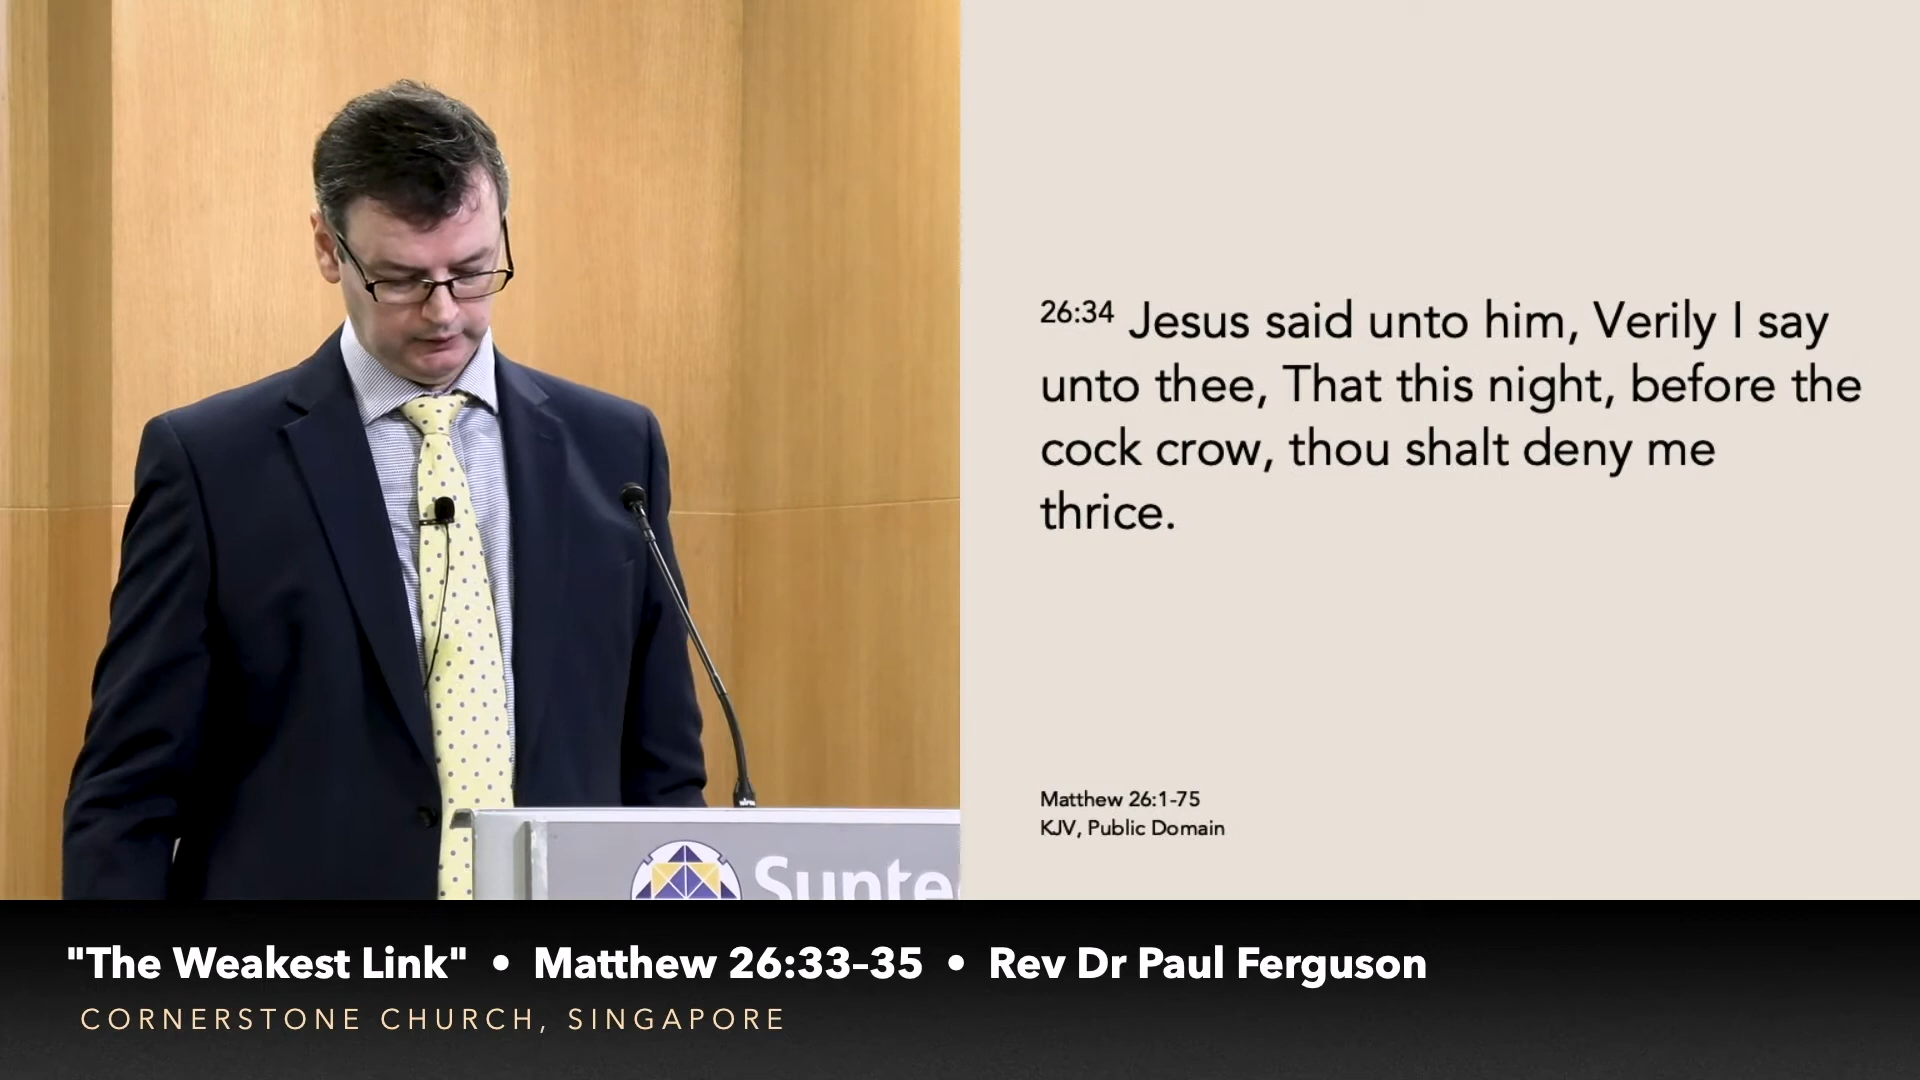 26:34 Jesus said unto him, Verily I say
unto thee, That this night, before the
cock crow, thou shalt deny me
thrice.
Matthew 26:1-75
KJV, Public Domain
Sunte
"The Weakest Link" • Matthew 26:33–35 • Rev Dr Paul Ferguson
CORNERSTONE CHURCH, SINGAPORE